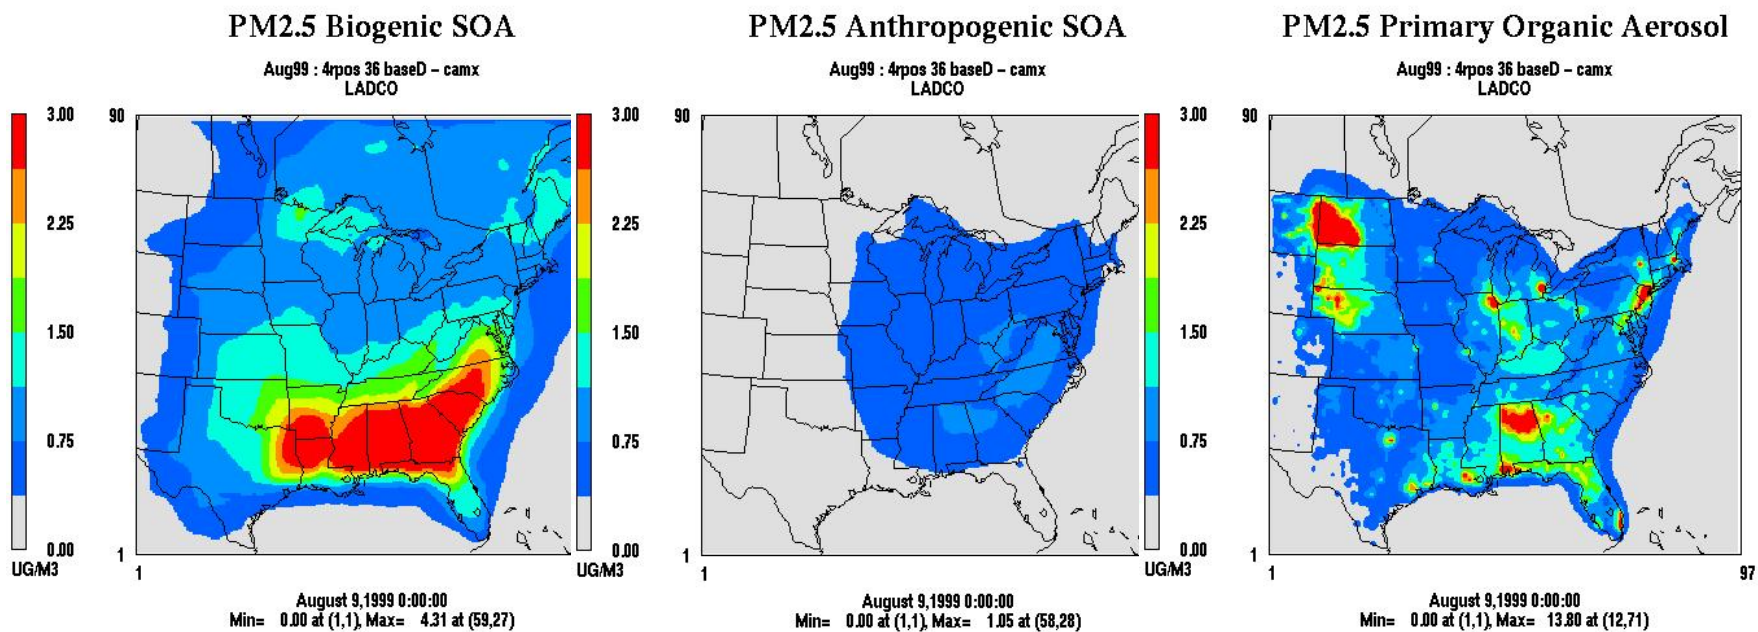 PM2.5 Biogenic SOA
Aug99 : 4rpos 36 baseD – camx
LADCO
3.00
2.25
1.50
0.75
0.00
UG/M3
90
1
1
August 9,1999 0:00:00
Min= 0.00 at (1,1), Max= 4.31 at (59,27)
PM2.5 Anthropogenic SOA
Aug99 : 4rpos 36 baseD – camx
LADCO
3.00
2.25
1.50
0.75
0.00
UG/M3
90
1
1
August 9,1999 0:00:00
Min= 0.00 at (1,1), Max= 1.05 at (58,28)
PM2.5 Primary Organic Aerosol
Aug99 : 4rpos 36 baseD – camx
LADCO
3.00
2.25
1.50
0.75
0.00
UG/M3
90
1
1
97
August 9,1999 0:00:00
Min= 0.00 at (1,1), Max= 13.80 at (12,71)